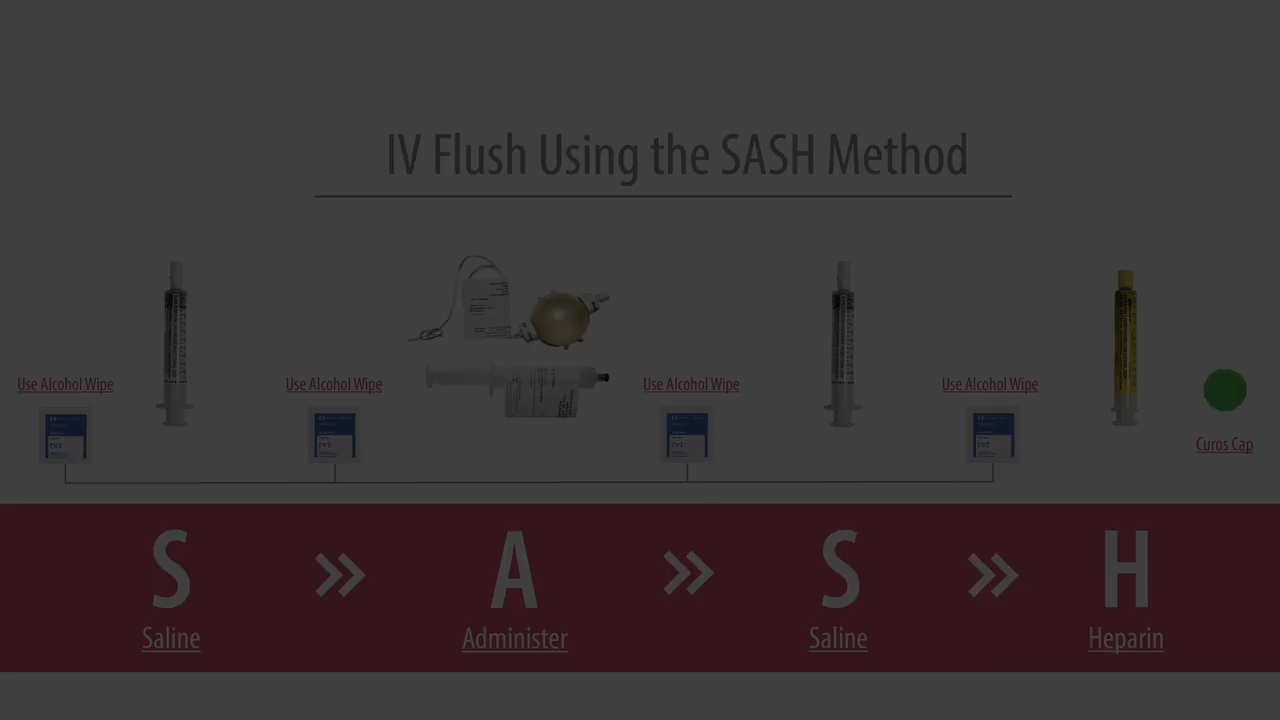 IV Flush Using the SASH Method
Use Alcohol Wipe
Use Alcohol Wipe
Use Alcohol Wipe
Use Alcohol Wipe
Curos Cap
S
A
S
H
Saline
Administer
Saline
Heparin